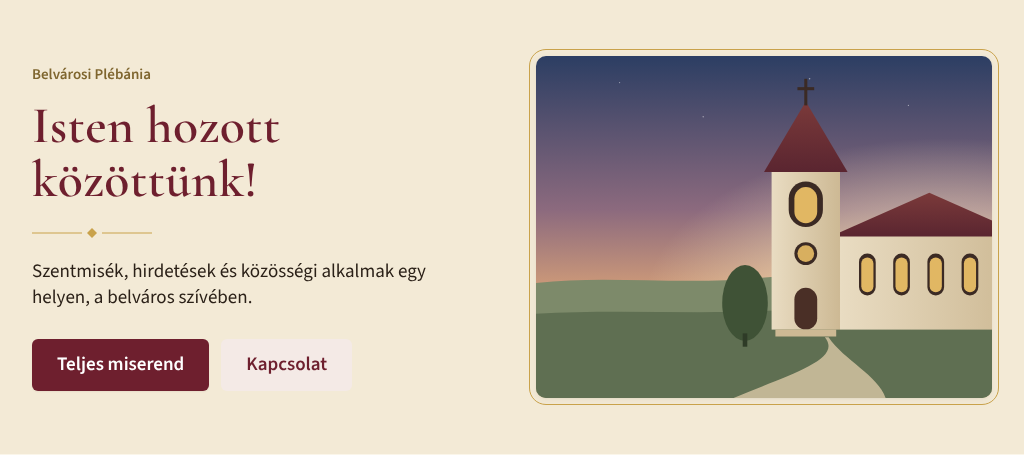 Belvárosi Plébánia
Isten hozott
közöttünk!
Szentmisék, hirdetések és közösségi alkalmak egy
helyen, a belváros szívében.
Teljes miserend
Kapcsolat